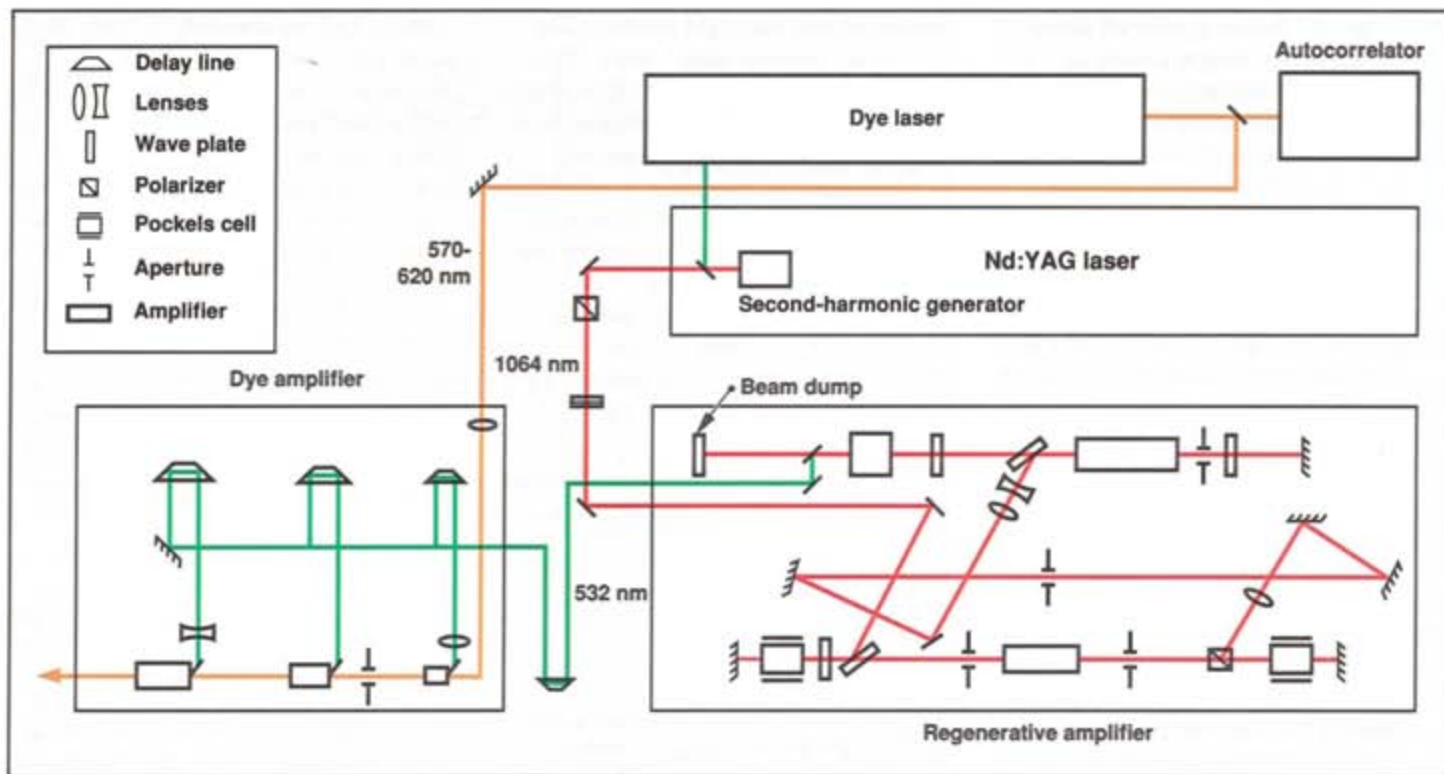 Delay line
Lenses
Wave plate
Polarizer
Pockels cell
Aperture
Amplifier
Autocorrelator
Dye laser
570-
620 nm
Nd:YAG laser
Second-harmonic generator
1064 nm
Dye amplifier
Beam dump
532 nm
Regenerative amplifier